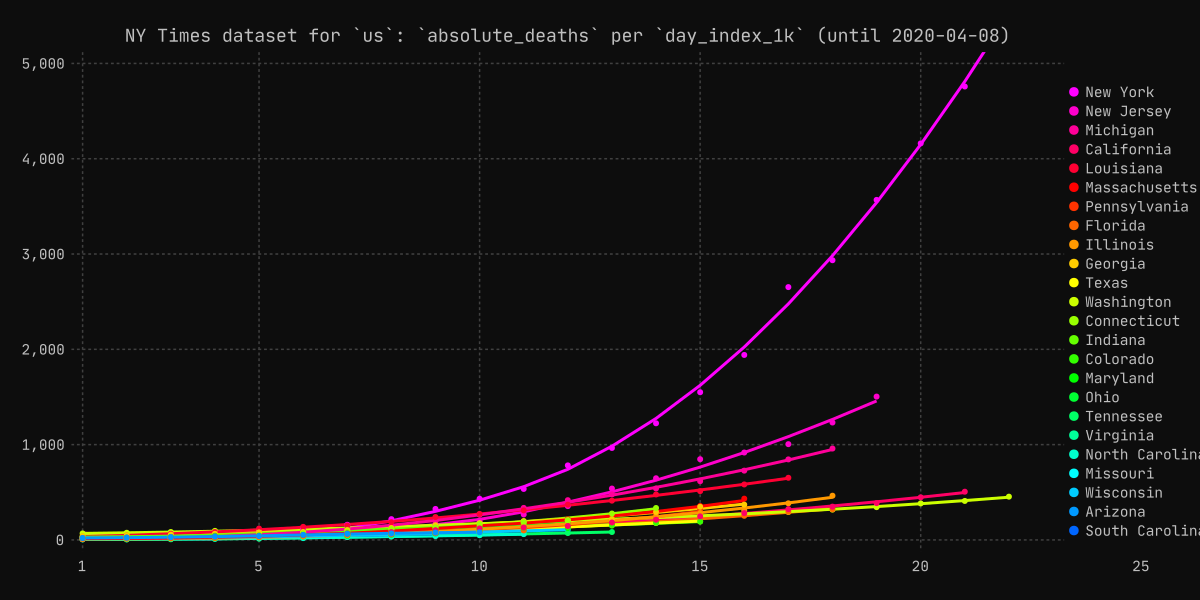 NY Times dataset for `us`: `absolute_deaths` per `day_index_1k` (until 2020-04-08)
5,000
4,000
3,000
2,000
1,000
0
1 5 10 15 20 25
New York
New Jersey
Michigan
California
Louisiana
Massachusetts
Pennsylvania
Florida
Illinois
Georgia
Texas
Washington
Connecticut
Indiana
Colorado
Maryland
Ohio
Tennessee
Virginia
North Carolina
Missouri
Wisconsin
Arizona
South Carolina